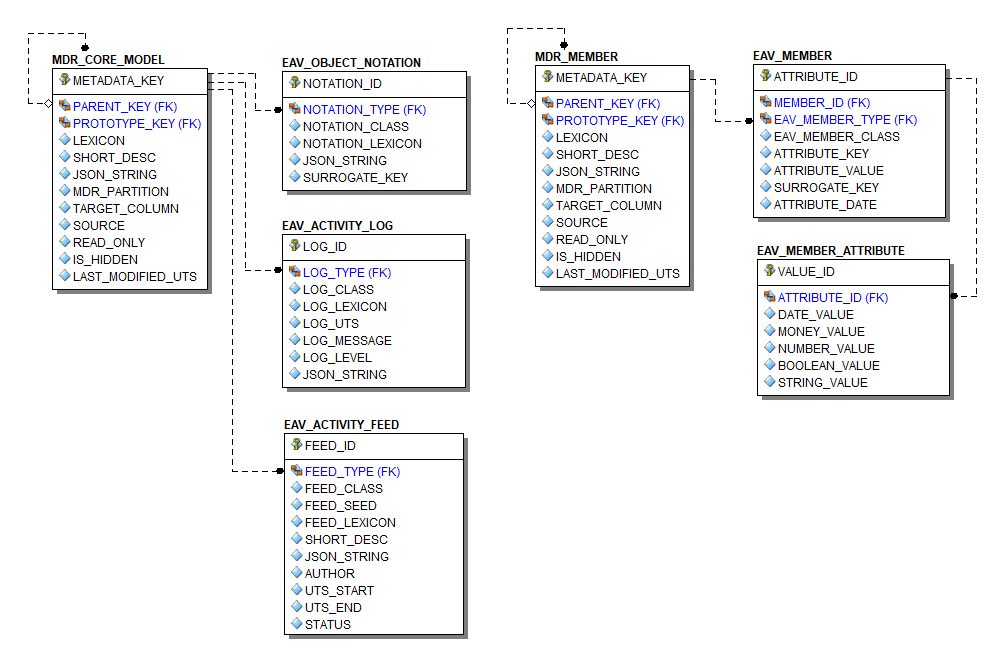 MDR_CORE_MODEL
METADATA_KEY
PARENT_KEY (FK)
PROTOTYPE_KEY (FK)
LEXICON
SHORT_DESC
JSON_STRING
MDR_PARTITION
TARGET_COLUMN
SOURCE
READ_ONLY
IS_HIDDEN
LAST_MODIFIED_UTS
EAV_OBJECT_NOTATION
NOTATION_ID
NOTATION_TYPE (FK)
NOTATION_CLASS
NOTATION_LEXICON
JSON_STRING
SURROGATE_KEY
EAV_ACTIVITY_LOG
LOG_ID
LOG_TYPE (FK)
LOG_CLASS
LOG_LEXICON
LOG_UTS
LOG_MESSAGE
LOG_LEVEL
JSON_STRING
EAV_ACTIVITY_FEED
FEED_ID
FEED_TYPE (FK)
FEED_CLASS
FEED_SEED
FEED_LEXICON
SHORT_DESC
JSON_STRING
AUTHOR
UTS_START
UTS_END
STATUS
MDR_MEMBER
METADATA_KEY
PARENT_KEY (FK)
PROTOTYPE_KEY (FK)
LEXICON
SHORT_DESC
JSON_STRING
MDR_PARTITION
TARGET_COLUMN
SOURCE
READ_ONLY
IS_HIDDEN
LAST_MODIFIED_UTS
EAV_MEMBER
ATTRIBUTE_ID
MEMBER_ID (FK)
EAV_MEMBER_TYPE (FK)
EAV_MEMBER_CLASS
ATTRIBUTE_KEY
ATTRIBUTE_VALUE
SURROGATE_KEY
ATTRIBUTE_DATE
EAV_MEMBER_ATTRIBUTE
VALUE_ID
ATTRIBUTE_ID (FK)
DATE_VALUE
MONEY_VALUE
NUMBER_VALUE
BOOLEAN_VALUE
STRING_VALUE